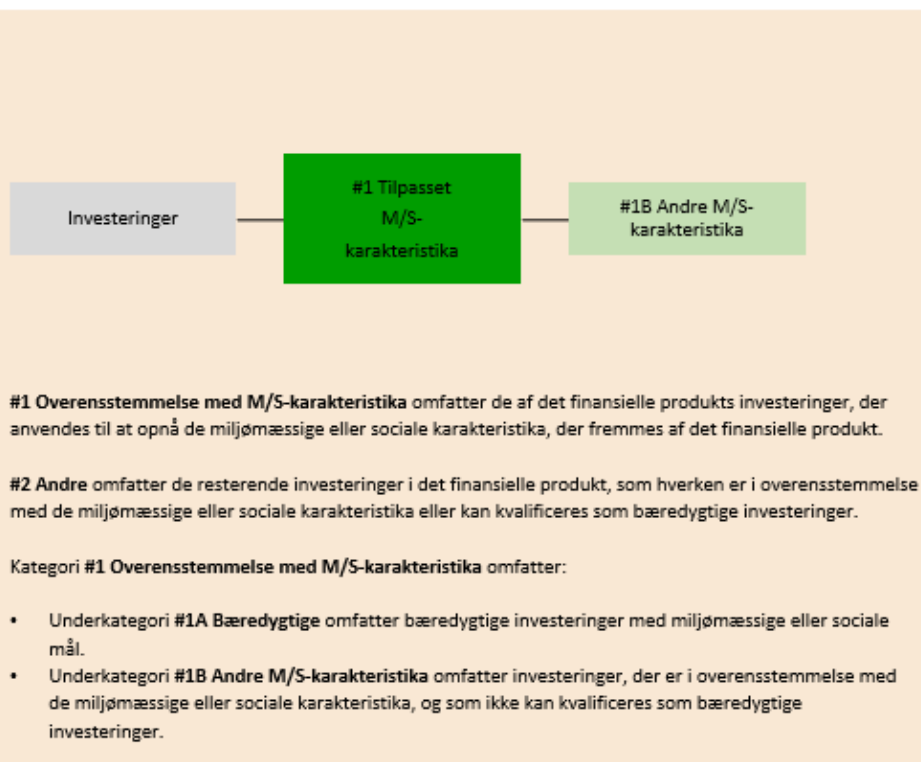 Investeringer
#1 Tilpasset
M/S-
karakteristika
#1B Andre M/S-
karakteristika
#1 Overensstemmelse med M/S-karakteristika omfatter de af det finansielle produkts investeringer, der
anvendes til at opnå de miljømæssige eller sociale karakteristika, der fremmes af det finansielle produkt.
#2 Andre omfatter de resterende investeringer i det finansielle produkt, som hverken er i overensstemmelse
med de miljømæssige eller sociale karakteristika eller kan kvalificeres som bæredygtige investeringer.
Kategori #1 Overensstemmelse med M/S-karakteristika omfatter:
• Underkategori #1A Bæredygtige omfatter bæredygtige investeringer med miljømæssige eller sociale
mål.
• Underkategori #1B Andre M/S-karakteristika omfatter investeringer, der er i overensstemmelse med
de miljømæssige eller sociale karakteristika, og som ikke kan kvalificeres som bæredygtige
investeringer.